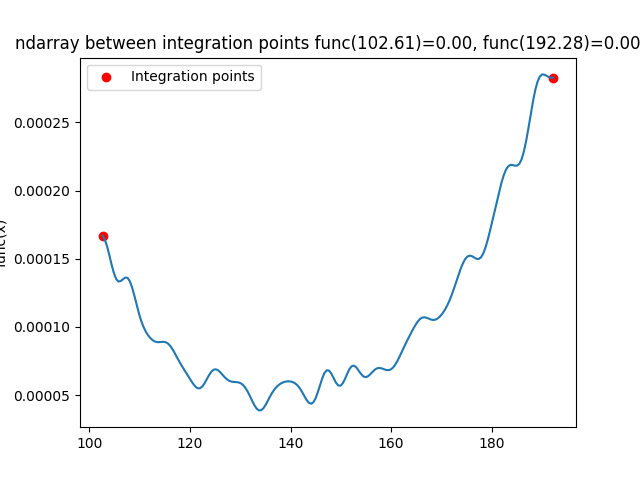 ndarray between integration points func(102.61)=0.00, func(192.28)=0.00
Integration points
0.00025
0.00020
0.00015
0.00010
0.00005
func(x)
100 120 140 160 180